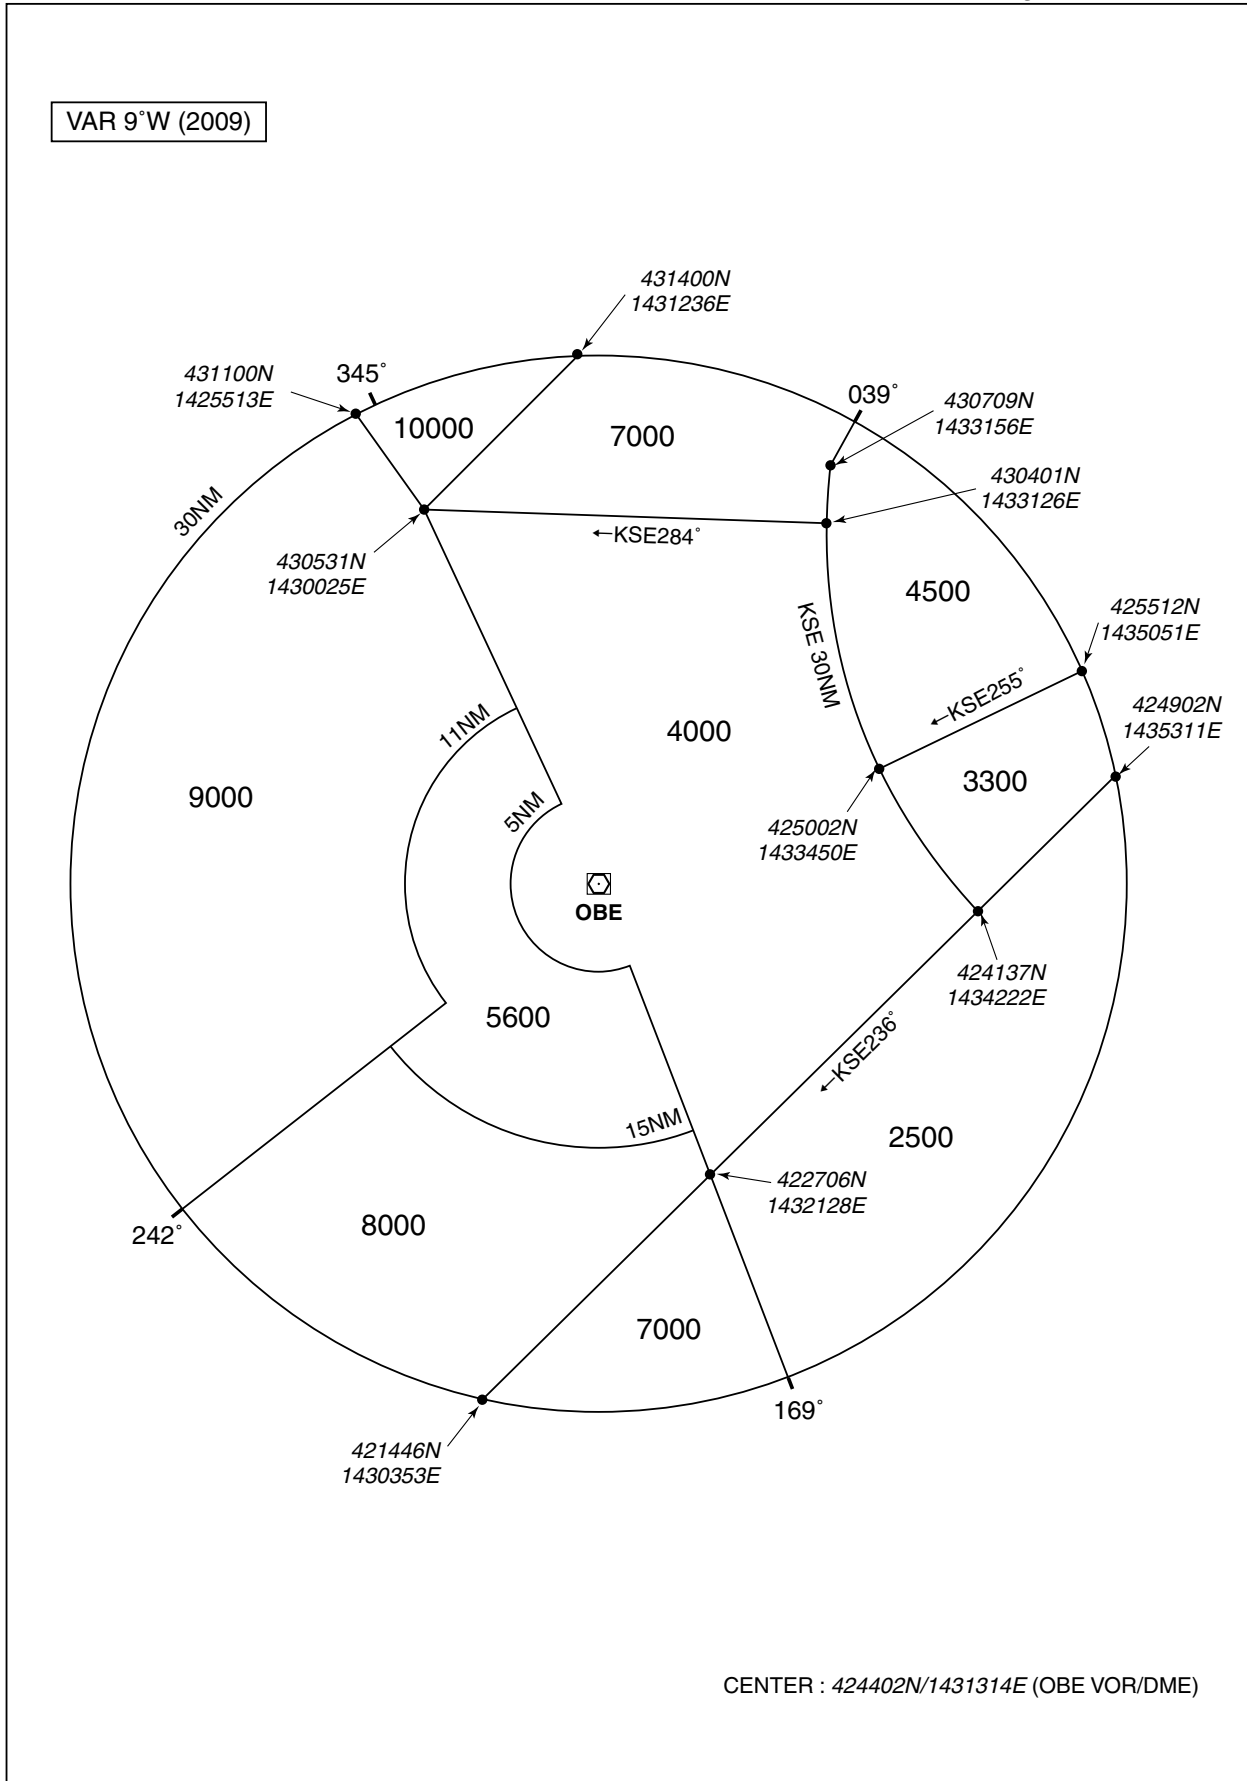 VAR 9˚W (2009)
431400N
1431236E
431100N
1425513E
345˚
039˚
430709N
1433156E
10000
7000
430401N
1433126E
30NM
←KSE284˚
430531N
1430025E
4500
425512N
1435051E
KSE 30NM
←KSE255˚
424902N
1435311E
11NM
4000
3300
9000
5NM
425002N
1433450E
OBE
424137N
1434222E
5600
←KSE236˚
15NM
2500
422706N
1432128E
242˚
8000
7000
169˚
421446N
1430353E
CENTER : 424402N/1431314E (OBE VOR/DME)